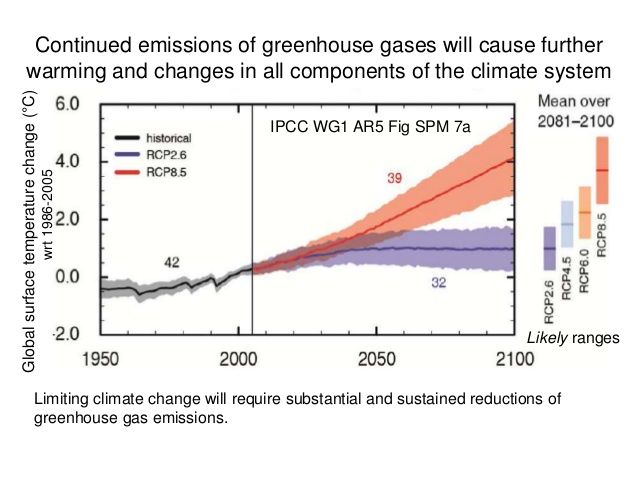 Continued emissions of greenhouse gases will cause further
warming and changes in all components of the climate system
Global surface temperature change (°C)
wrt 1986-2005
6.0
4.0
2.0
0.0
-2.0
historical
RCP2.6
RCP8.5
IPCC WG1 AR5 Fig SPM 7a
42
39
32
1950
2000
2050
2100
Mean over
2081–2100
RCP2.6
RCP4.5
RCP6.0
RCP8.5
Likely ranges
Limiting climate change will require substantial and sustained reductions of
greenhouse gas emissions.